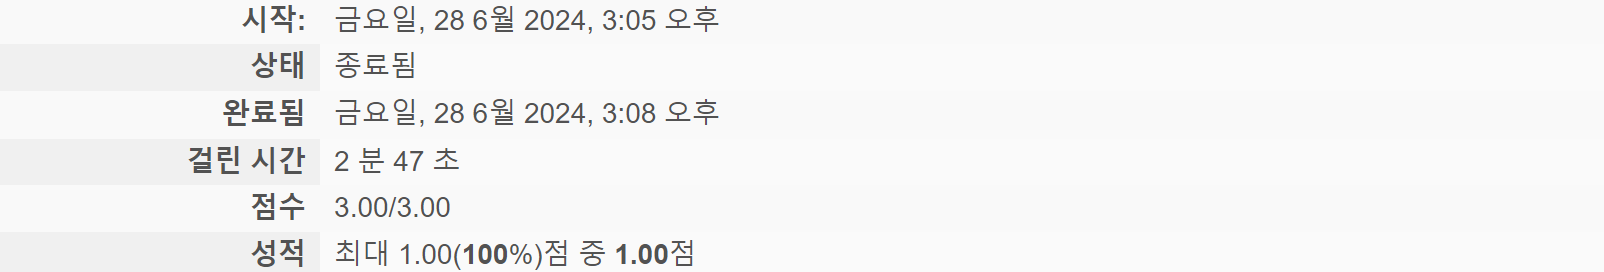 시작: 금요일, 28 6월 2024, 3:05 오후
상태 종료됨
완료됨 금요일, 28 6월 2024, 3:08 오후
걸린 시간 2 분 47 초
점수 3.00/3.00
성적 최대 1.00(100%)점 중 1.00점